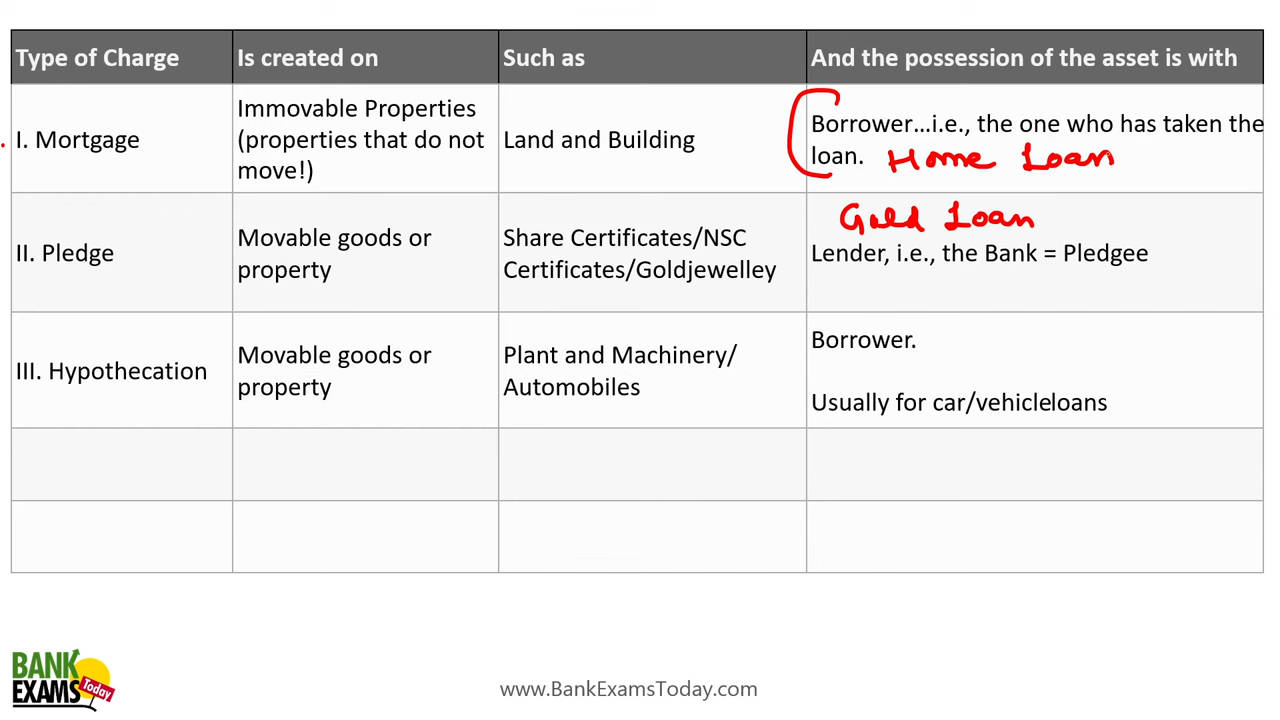 Type of Charge
Is created on
Such as
And the possession of the asset is with
I. Mortgage
Immovable Properties
(properties that do not
move!)
Land and Building
Borrower...i.e., the one who has taken the
loan. Home Loan
II. Pledge
Movable goods or
property
Share Certificates/NSC
Certificates/Goldjewelley
Gold Loan
Lender, i.e., the Bank = Pledgee
III. Hypothecation
Movable goods or
property
Plant and Machinery/
Automobiles
Borrower.
Usually for car/vehicleloans
BANK
EXAMS
Today
www.BankExamsToday.com